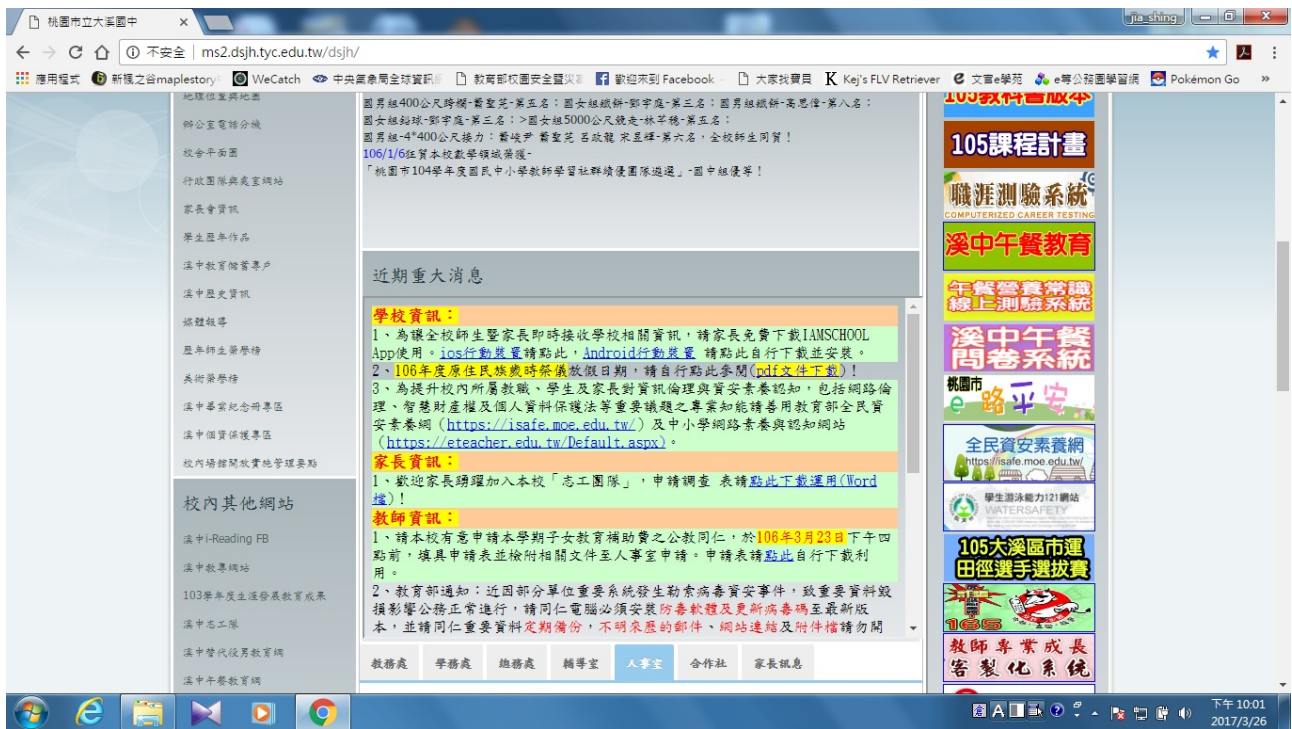 桃園市立大溪國中
jia shing
不安全 | ms2.dsjh.tyc.edu.tw/dsjh/
應用程式
新楓之谷maplestory
WeCatch
中央氣象局全球資訊
教育部校園安全暨災
歡迎來到 Facebook
大家找寶貝
Kej's FLV Retriever
文官e學苑
e等公務園學習網
Pokémon Go
»
地理位置與地圖
辦公室電話分機
校舍平面圖
行政團隊與處室網站
家長會資訊
學生歷年作品
溪中教育儲蓄專戶
溪中歷史資訊
媒體報導
歷年師生榮學榜
美術榮學榜
溪中畢業紀念冊專區
溪中個資保護專區
校內場館開放實施管理要點
校內其他網站
溪中i-Reading FB
溪中教專網站
103學年度生涯發展教育成果
溪中志工隊
溪中替代役男教育網
溪中午餐教育網
國男組400公尺跨欄-蕭聖芫-第五名；國女組鐵餅-鄧宇庭-第三名；國男組鐵餅-高思偉-第八名；
國女組鉛球-鄧宇庭-第三名；>國女組5000公尺競走-林芊穗-第五名；
國男組-4*400公尺接力：蕭峻尹 蕭聖芫 呂政龍 宋昱輝-第六名，全校師生同賀！
106/1/6狂賀本校數學領域榮獲-
「桃園市104學年度國民中小學教師學習社群績優團隊遴選」-國中組優等！
近期重大消息
學校資訊：
1、為讓全校師生暨家長即時接收學校相關資訊，請家長免費下載IAMSCHOOL
App使用。ios行動裝置請點此，Android行動裝置 請點此自行下載並安裝。
2、106年度原住民族歲時祭儀放假日期，請自行點此參閱(pdf文件下載)！
3、為提升校內所屬教職、學生及家長對資訊倫理與資安素養認知，包括網路倫
理、智慧財產權及個人資料保護法等重要議題之專業知能請善用教育部全民資
安素養網（https://isafe.moe.edu.tw/）及中小學網路素養與認知網站
（https://eteacher.edu.tw/Default.aspx)。
家長資訊：
1、歡迎家長踴躍加入本校「志工團隊」，申請調查 表請點此下載運用(Word
檔)！
教師資訊：
1、請本校有意申請本學期子女教育補助費之公教同仁，於106年3月23日下午四
點前，填具申請表並檢附相關文件至人事室申請。申請表請點此自行下載利
用。
2、教育部通知：近因部分單位重要系統發生勒索病毒資安事件，致重要資料毀
損影響公務正常進行，請同仁電腦必須安裝防毒軟體及更新病毒碼至最新版
本，並請同仁重要資料定期備份，不明來歷的郵件、網站連結及附件檔請勿開
教務處
學務處
總務處
輔導室
人事室
合作社
家長訊息
105教科書版本
105課程計畫
職涯測驗系統
COMPUTERIZED CAREER TESTING
溪中午餐教育
午餐營養常識
線上測驗系統
溪中午餐
問卷系統
桃園市
e 路平安
全民資安素養網
https://isafe.moe.edu.tw/
學生游泳能力121網站
WATERSAFETY
105大溪區市運
田徑選手選拔賽
165
教師專業成長
客製化系統
下午 10:01
2017/3/26